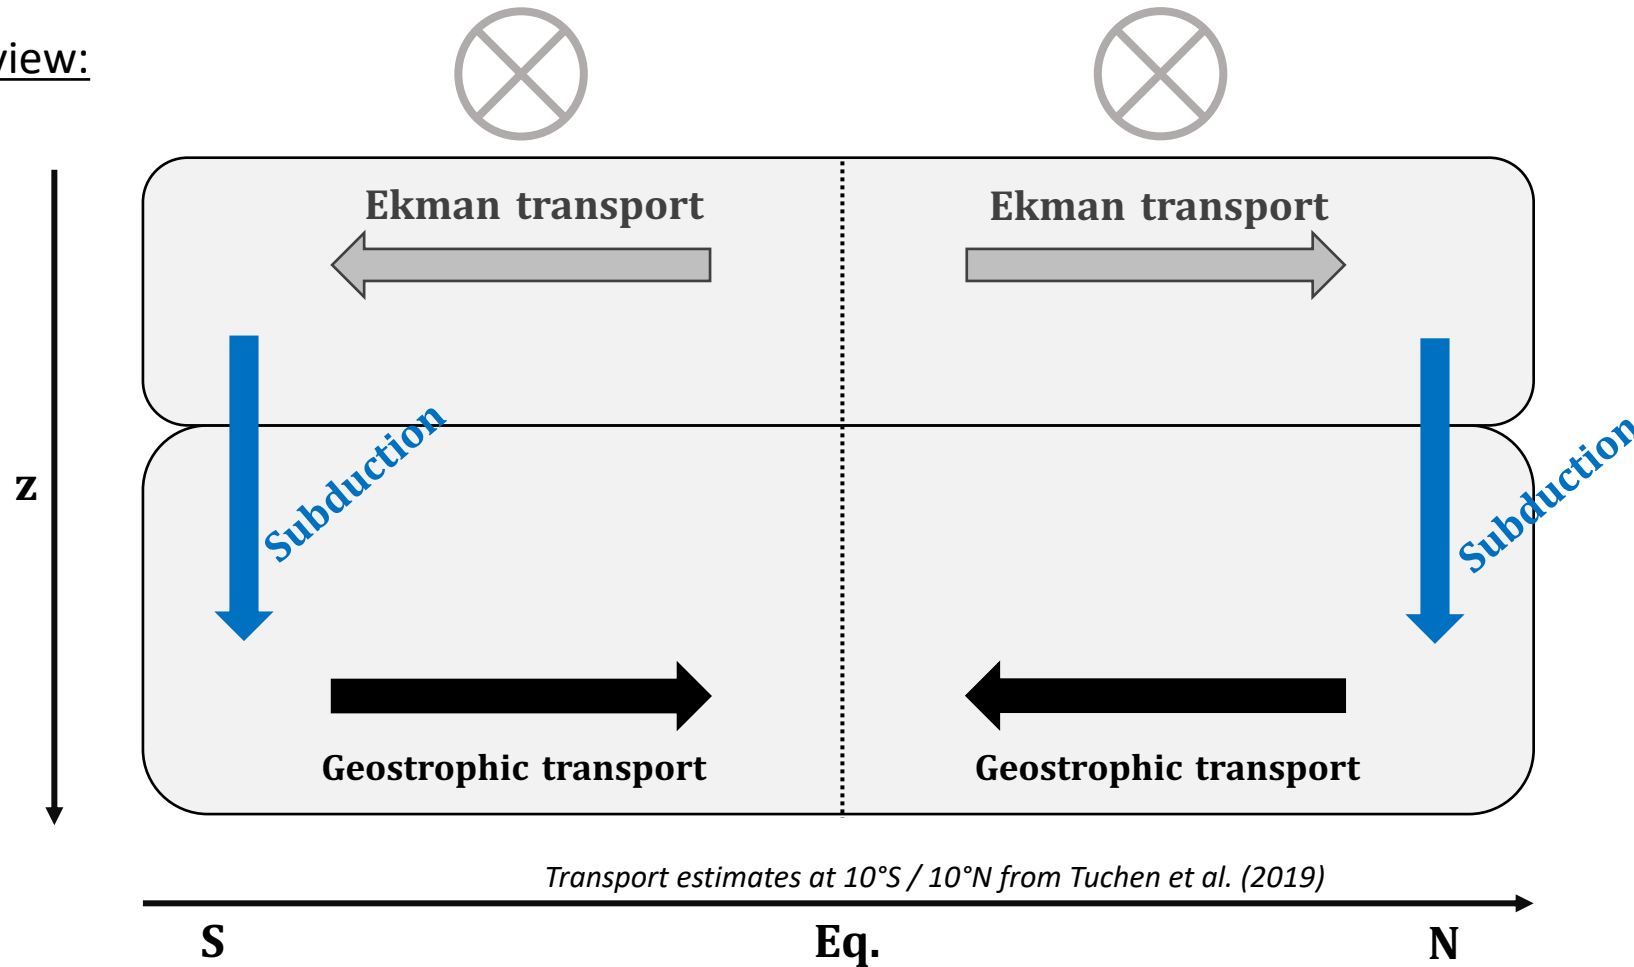 view:
Ekman transport
Ekman transport
Subduction
Subduction
z
Geostrophic transport
Geostrophic transport
Transport estimates at 10°S / 10°N from Tuchen et al. (2019)
S
Eq.
N